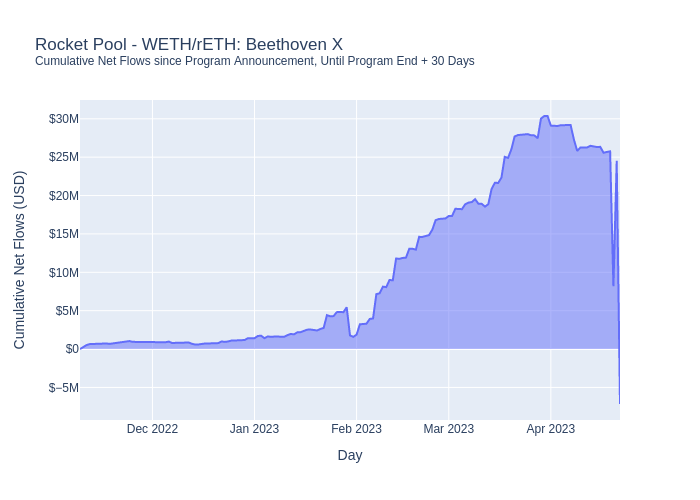 Rocket Pool - WETH/rETH: Beethoven X
Cumulative Net Flows since Program Announcement, Until Program End + 30 Days
Cumulative Net Flows (USD)
$30M
$25M
$20M
$15M
$10M
$5M
$0
$−5M
Dec 2022
Jan 2023
Feb 2023
Mar 2023
Apr 2023
Day